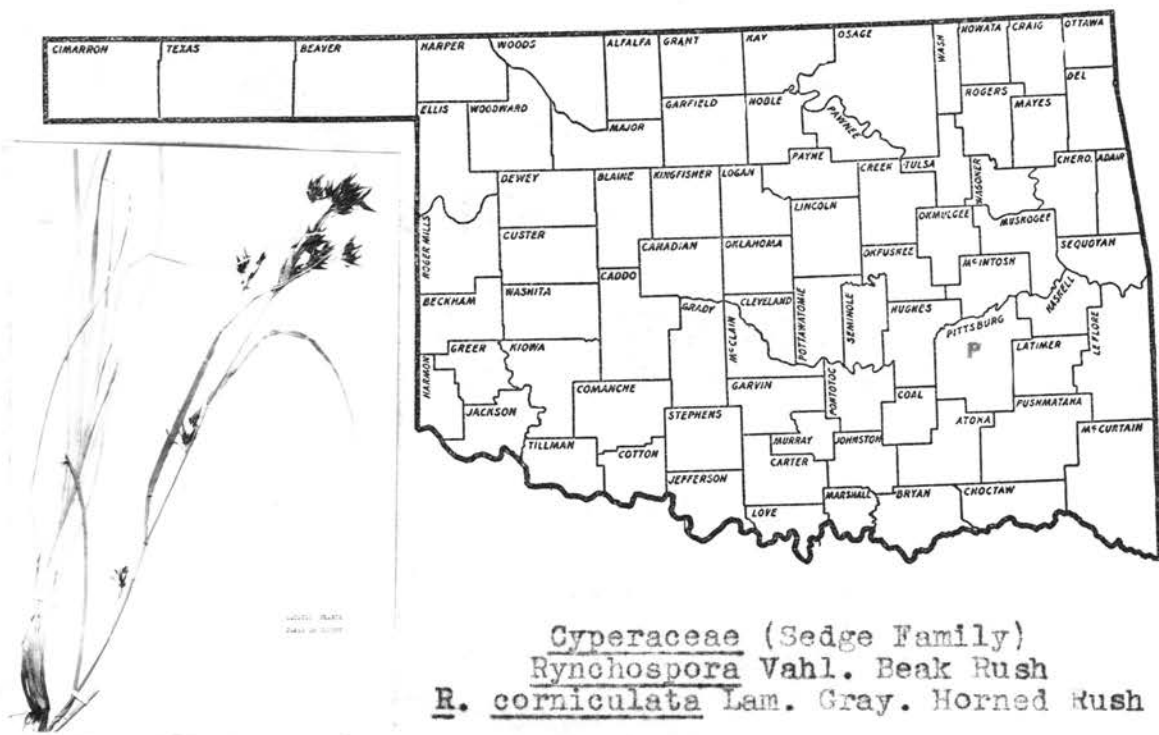 CIMARRON TEXAS BEAVER HARPER WOODS ALFALFA GRANT KAY OSAGE WASH NOWATA CRAIG OTTAWA
ELLIS WOODWARD MAJOR GARFIELD NOBLE PAWNEE ROGERS MAYES DEL
DEWEY BLAINE KINGFISHER LOGAN PAYNE CREEK TULSA WAGONER CHERO. ADAIR
ROGER MILLS CUSTER CANADIAN OKLAHOMA LINCOLN OKFUSKEE OKMULGEE MUSKOGEE SEQUOYAH
BECKHAM WASHITA CADDO GRADY McCLAIN CLEVELAND POTTAWATOMIE SEMINOLE HUGHES McINTOSH PITTSBURG HASKELL LE FLORE
P
HARMON GREER KIOWA COMANCHE GARVIN PONTOTOC COAL LATIMER
JACKSON TILLMAN COTTON STEPHENS MURRAY JOHNSTON ATOKA PUSHMATAHA McCURTAIN
JEFFERSON CARTER LOVE MARSHALL BRYAN CHOCTAW
Cyperaceae (Sedge Family)
Rynchospora Vahl. Beak Rush
R. corniculata Lam. Gray. Horned Rush